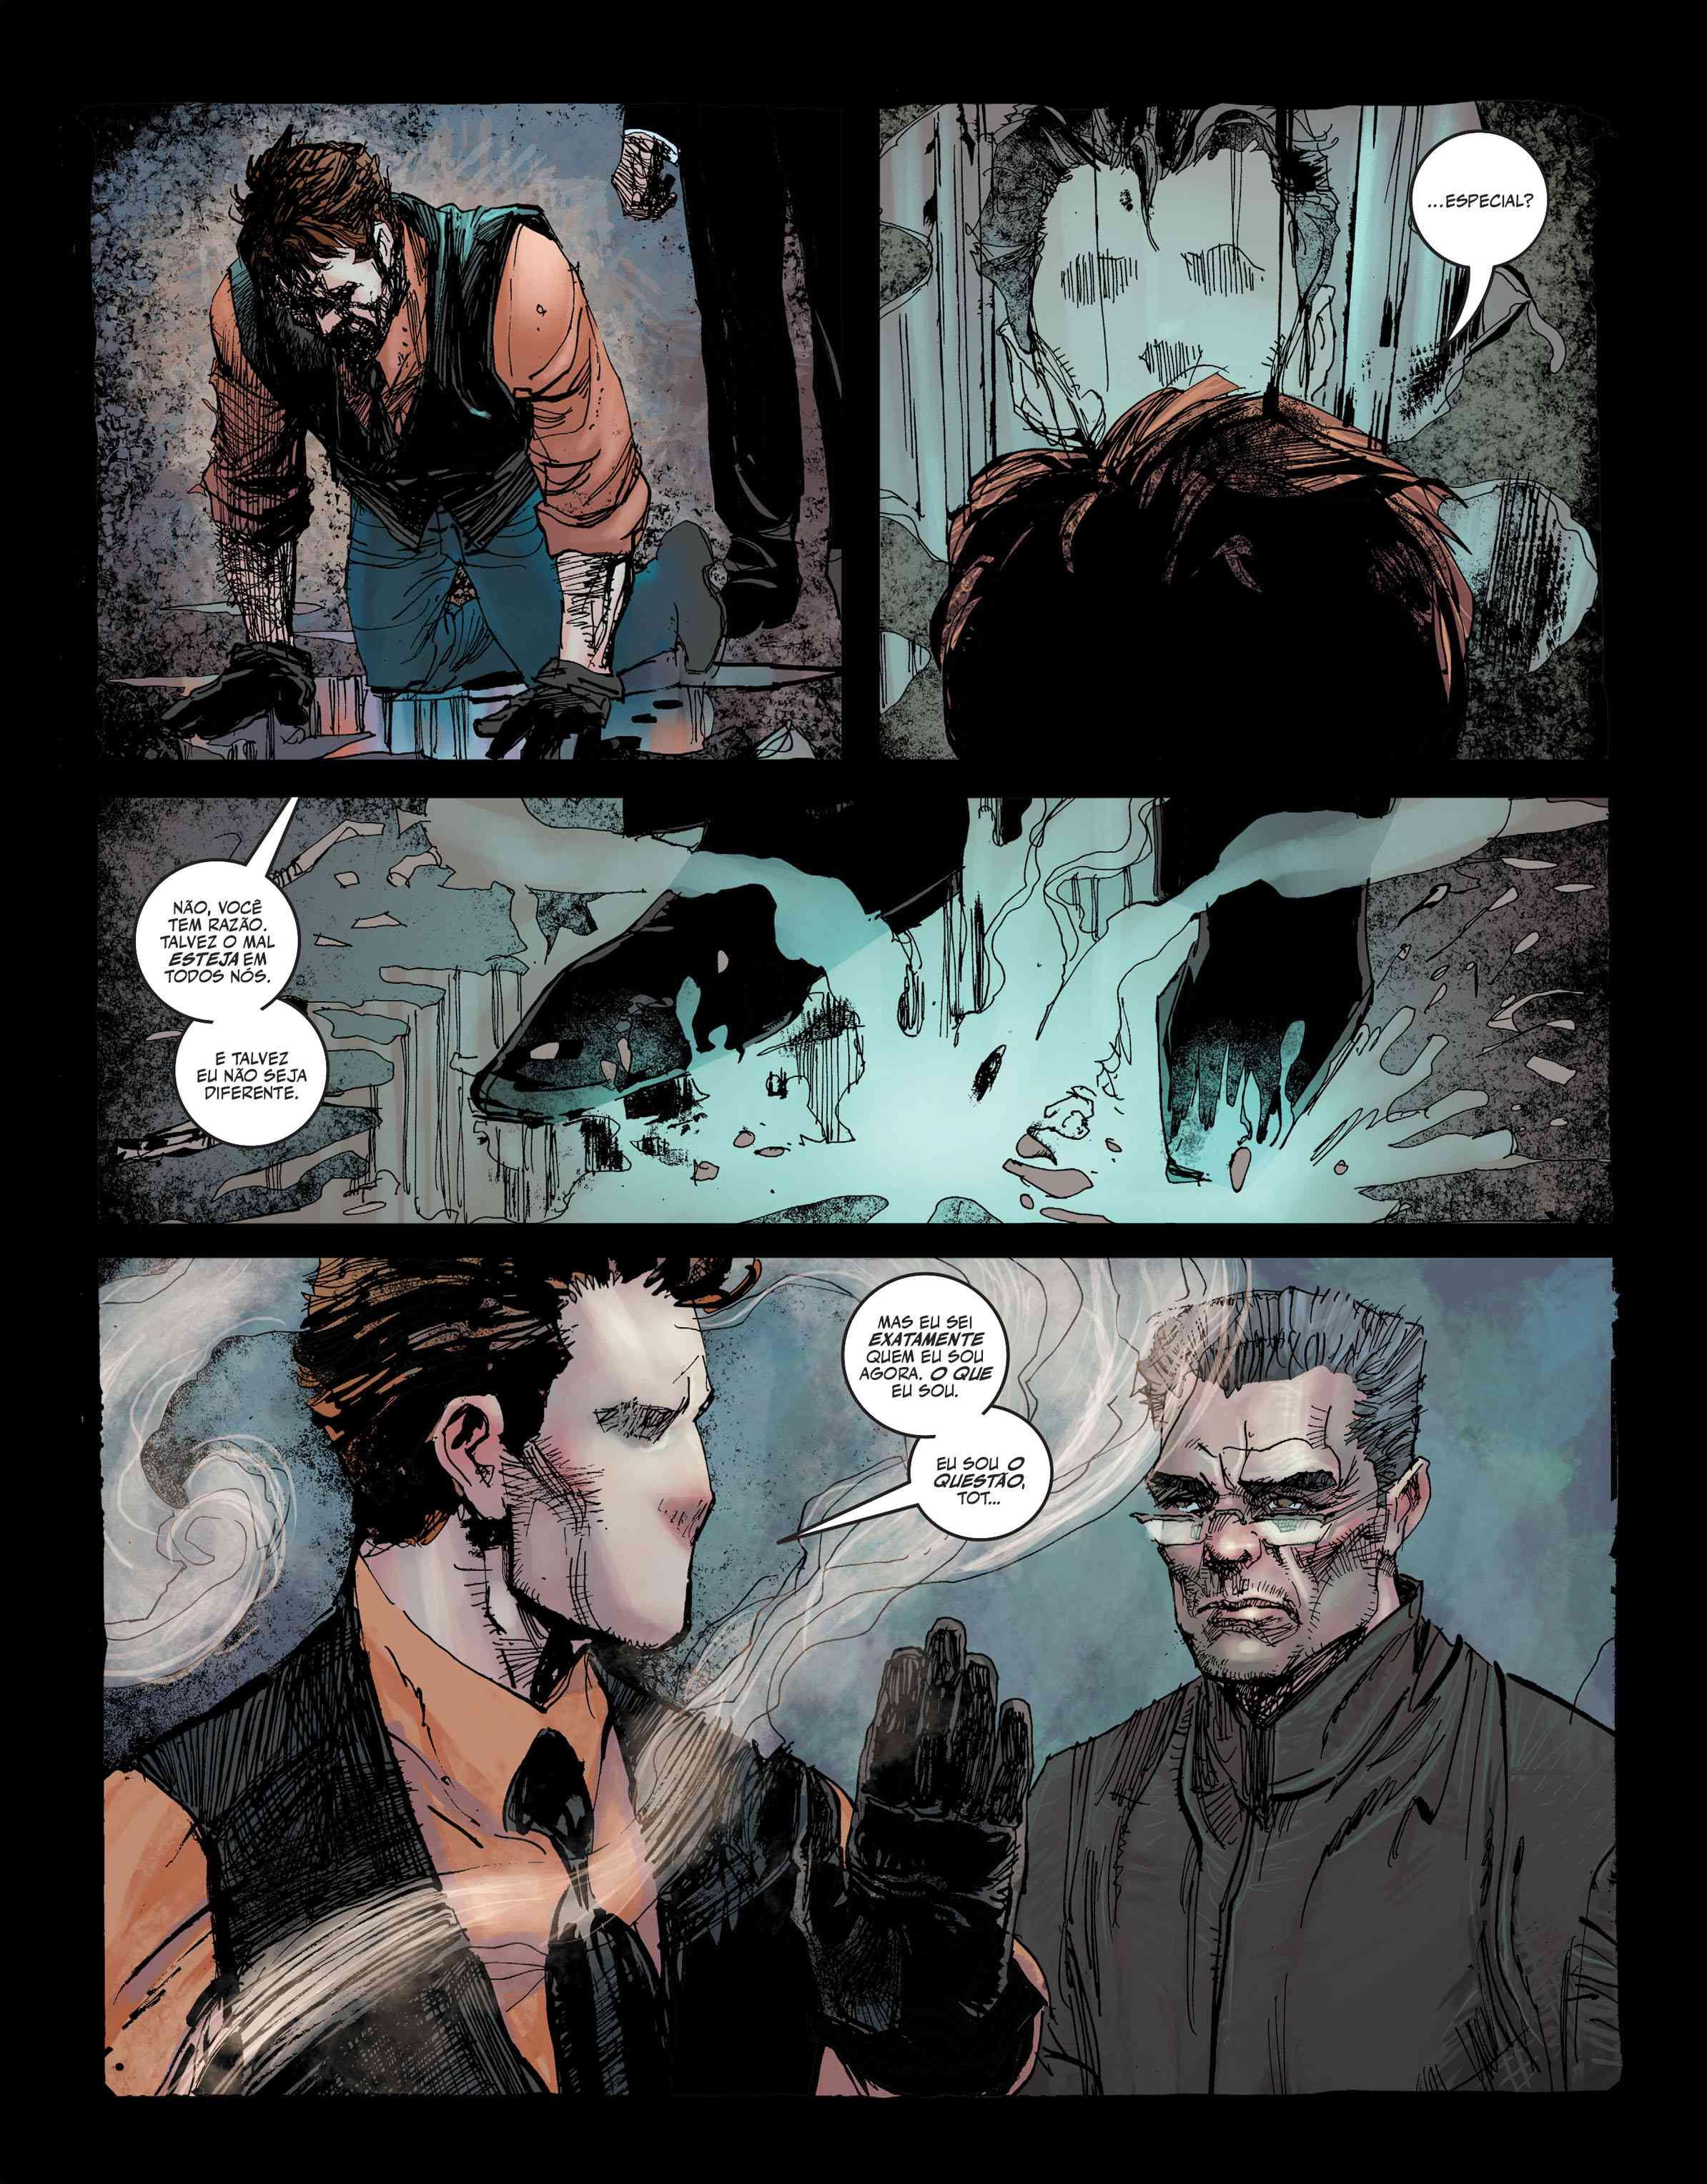 ...ESPECIAL?
NÃO, VOCÊ
TEM RAZÃO.
TALVEZ O MAL
ESTEJA EM
TODOS NÓS.
E TALVEZ
EU NÃO SEJA
DIFERENTE.
MAS EU SEI
EXATAMENTE
QUEM EU SOU
AGORA. O QUE
EU SOU.
EU SOU O
QUESTÃO,
TOT...